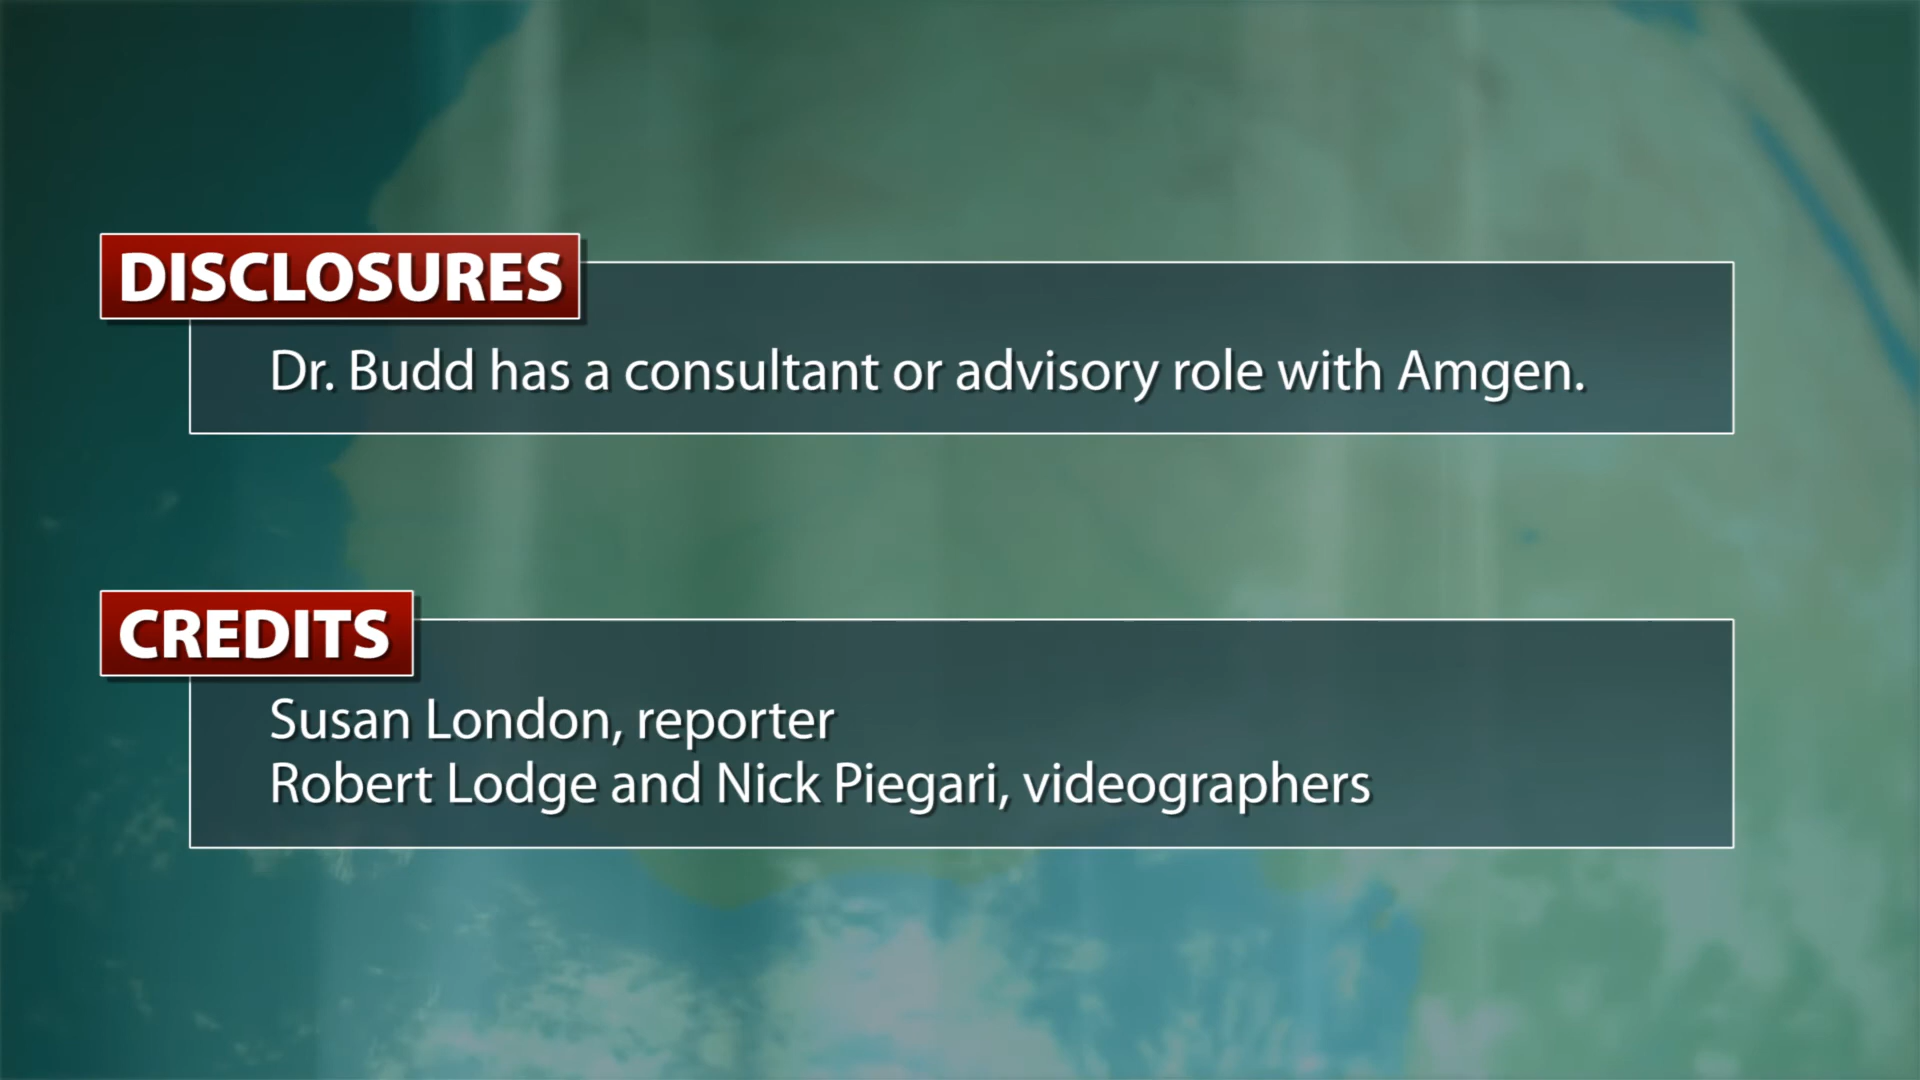 DISCLOSURES
Dr. Budd has a consultant or advisory role with Amgen.
CREDITS
Susan London, reporter
Robert Lodge and Nick Piegari, videographers